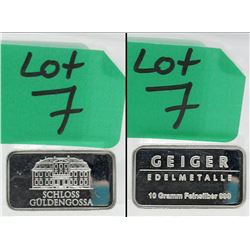 Lot
7
SCHLOSS
GÜLDENGOSSA
Lot
7
GEIGER
EDELMETALLE
10 Gramm Feinsilber 999